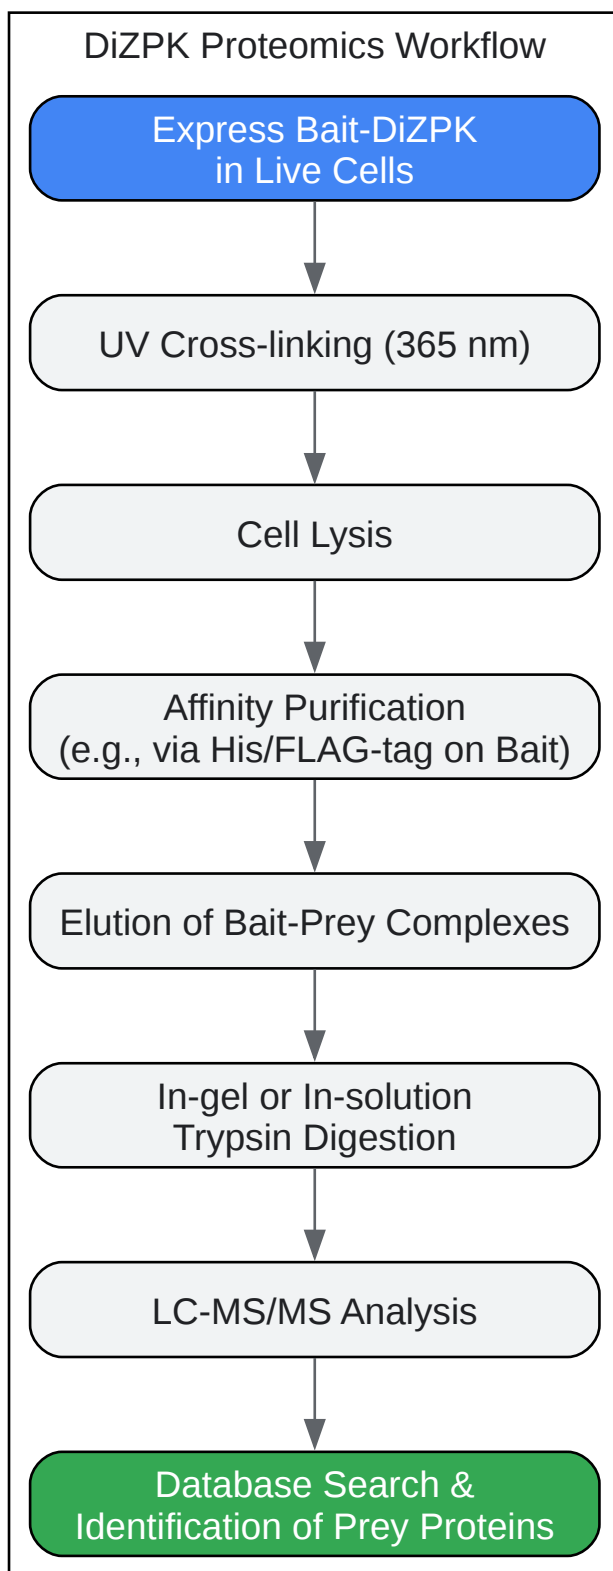 DiZPK Proteomics Workflow
Express Bait-DiZPK
in Live Cells
UV Cross-linking (365 nm)
Cell Lysis
Affinity Purification
(e.g., via His/FLAG-tag on Bait)
Elution of Bait-Prey Complexes
In-gel or In-solution
Trypsin Digestion
LC-MS/MS Analysis
Database Search &
Identification of Prey Proteins